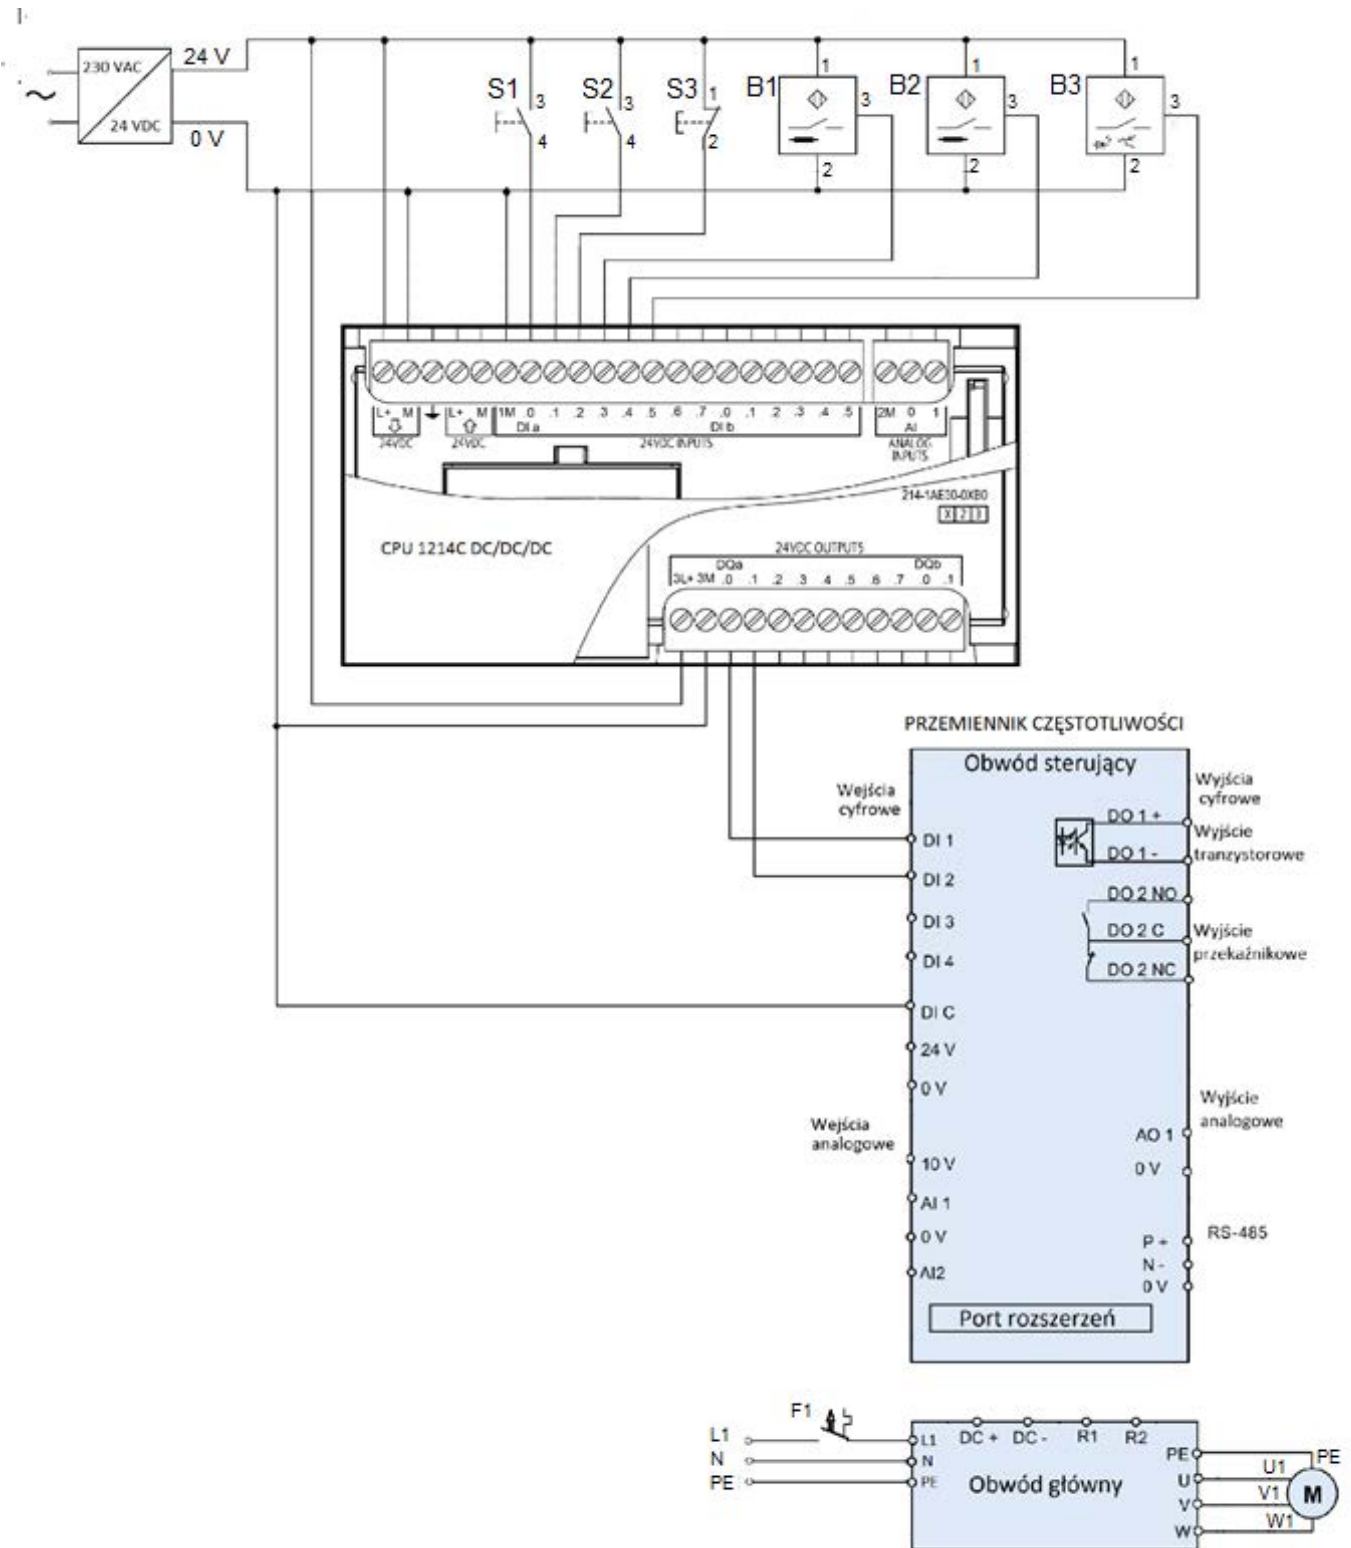 230 VAC
24 VDC
24 V
0 V
S1
3
4
S2
3
4
S3
1
2
B1
1
3
2
B2
1
3
2
B3
1
3
2
L+ M L+ M 1M .0 .1 .2 .3 .4 .5 .6 .7 .0 .1 .2 .3 .4 .5 2M 0 1
DI a DI b AI
24VDC 24VDC 24VDC INPUTS ANALOG
INPUTS
214-1AE30-0XB0
X 2 3
CPU 1214C DC/DC/DC
24VDC OUTPUTS
DQa DQb
3L+ 3M .0 .1 .2 .3 .4 .5 .6 .7 .0 .1
PRZEMIENNIK CZĘSTOTLIWOŚCI
Obwód sterujący
Wejścia
cyfrowe
DI 1
DI 2
DI 3
DI 4
DI C
24 V
0 V
Wejścia
analogowe
10 V
AI 1
0 V
AI2
Wyjścia
cyfrowe
DO 1 +
Wyjście
DO 1 -
tranzystorowe
DO 2 NO
DO 2 C
Wyjście
przekaźnikowe
DO 2 NC
Wyjście
analogowe
AO 1
0 V
RS-485
P +
N -
0 V
Port rozszerzeń
F1
L1
N
PE
L1
N
PE
DC + DC - R1 R2
Obwód główny
PE
U
V
W
PE
U1
V1
W1
M